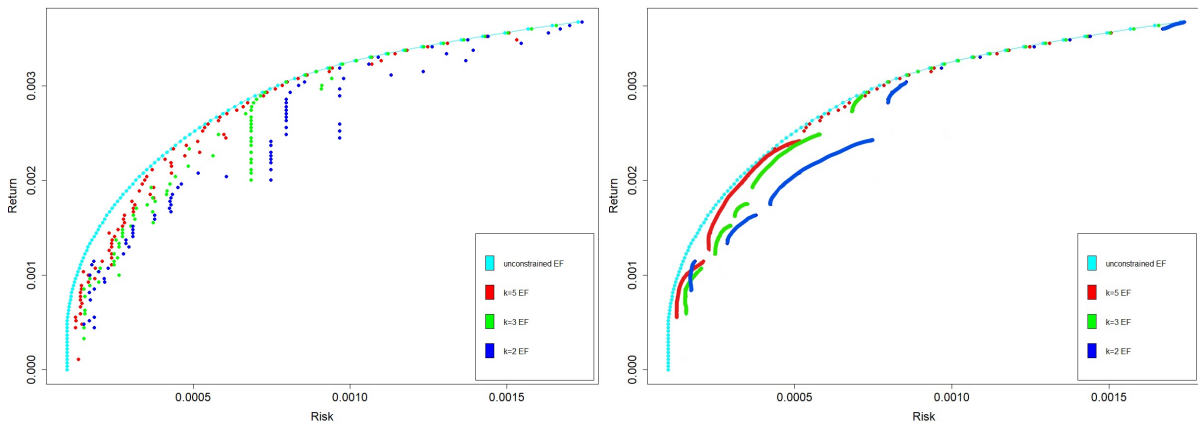 0.003
0.002
0.001
0.000
Return
0.0005
0.0010
0.0015
Risk
unconstrained EF
k=5 EF
k=3 EF
k=2 EF
0.003
0.002
0.001
0.000
Return
0.0005
0.0010
0.0015
Risk
unconstrained EF
k=5 EF
k=3 EF
k=2 EF